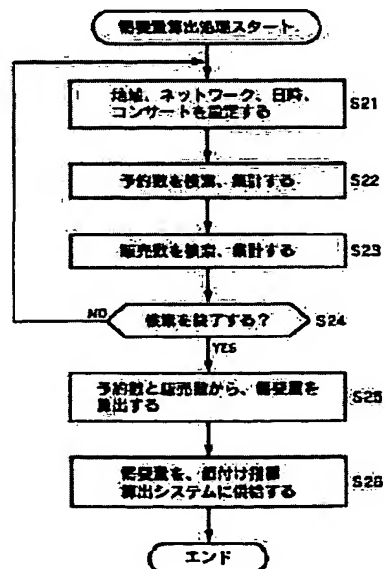 需要量算出処理スタート
地域、ネットワーク、日時、
コンサートを設定する
S21
予約数を検索、集計する
S22
販売数を検索、集計する
S23
検索を終了する?
S24
NO
YES
予約数と販売数から、需要量を
算出する
S25
需要量を、値付け指標
算出システムに供給する
S26
エンド